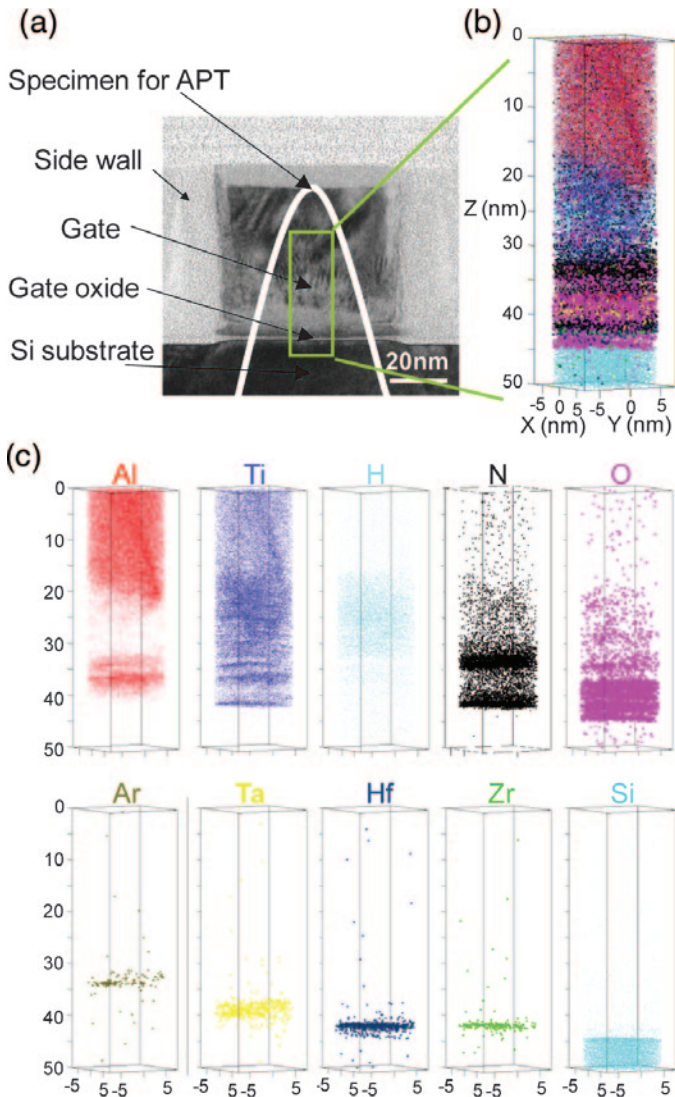 (a)
Specimen for APT
Side wall
Gate
Gate oxide
Si substrate
20nm
(b)
0
10
20
Z (nm)
30
40
50
-5 0 5 -5 0 5
X (nm) Y (nm)
(c)
Al Ti H N O
0
10
20
30
40
50
Ar Ta Hf Zr Si
0
10
20
30
40
50
-5 5 -5 5 -5 5 -5 5 -5 5 -5 5 -5 5 -5 5 -5 5 -5 5